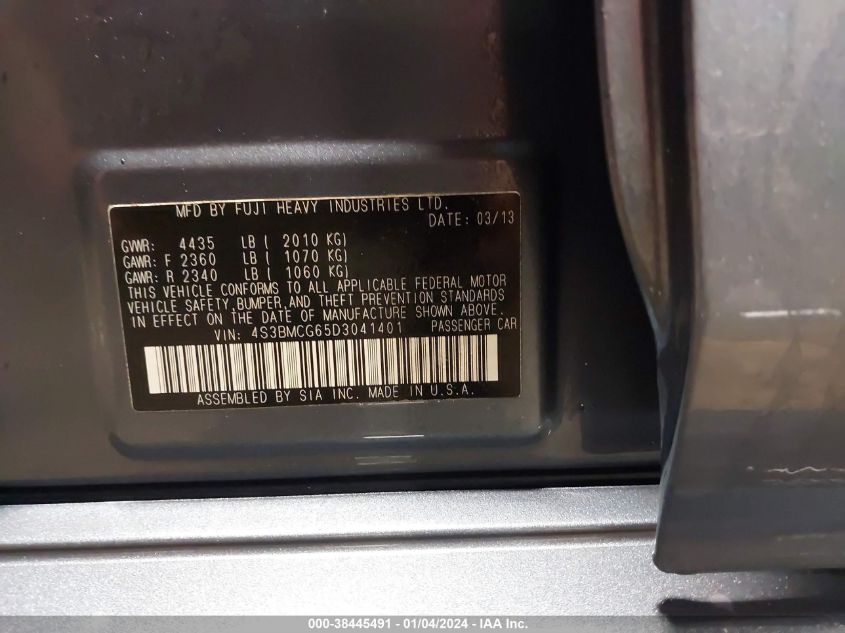 MFD BY FUJI HEAVY INDUSTRIES LTD.
DATE: 03/13
GVWR: 4435 LB ( 2010 KG)
GAWR: F 2360 LB ( 1070 KG)
GAWR: R 2340 LB ( 1060 KG)
THIS VEHICLE CONFORMS TO ALL APPLICABLE FEDERAL MOTOR
VEHICLE SAFETY, BUMPER, AND THEFT PREVENTION STANDARDS
IN EFFECT ON THE DATE OF MANUFACTURE SHOWN ABOVE.
VIN: 4S3BMCG65D3041401 PASSENGER CAR
ASSEMBLED BY SIA INC. MADE IN U.S.A.
000-38445491 - 01/04/2024 - IAA Inc.